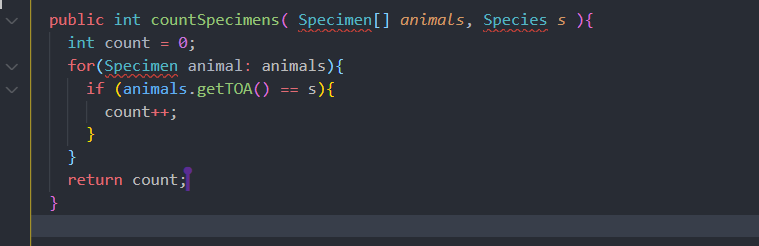 public int countSpecimens( Specimen[] animals, Species s ){
int count = 0;
for(Specimen animal: animals){
if (animals.getTOA() == s){
count++;
}
}
return count;
}